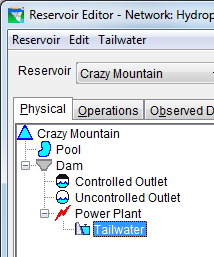 Reservoir Editor - Network: Hydrop
Reservoir Edit Tailwater
Reservoir Crazy Mountain
Physical Operations Observed D
Crazy Mountain
Pool
Dam
Controlled Outlet
Uncontrolled Outlet
Power Plant
Tailwater